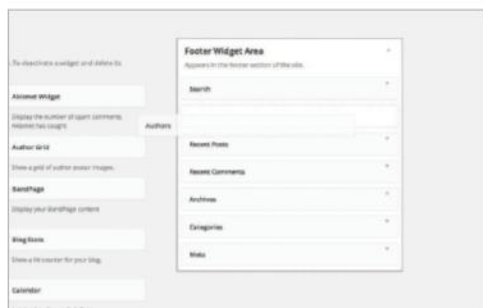 To deactivate a widget and delete its
Akismet Widget
Display the number of spam comments
Akismet has caught
Author Grid
Show a grid of author avatar images.
BandPage
Display your BandPage content
Blog Stats
Show a hit counter for your blog.
Calendar
Authors
Footer Widget Area
Appears in the footer section of the site.
Search
Recent Posts
Recent Comments
Archives
Categories
Meta